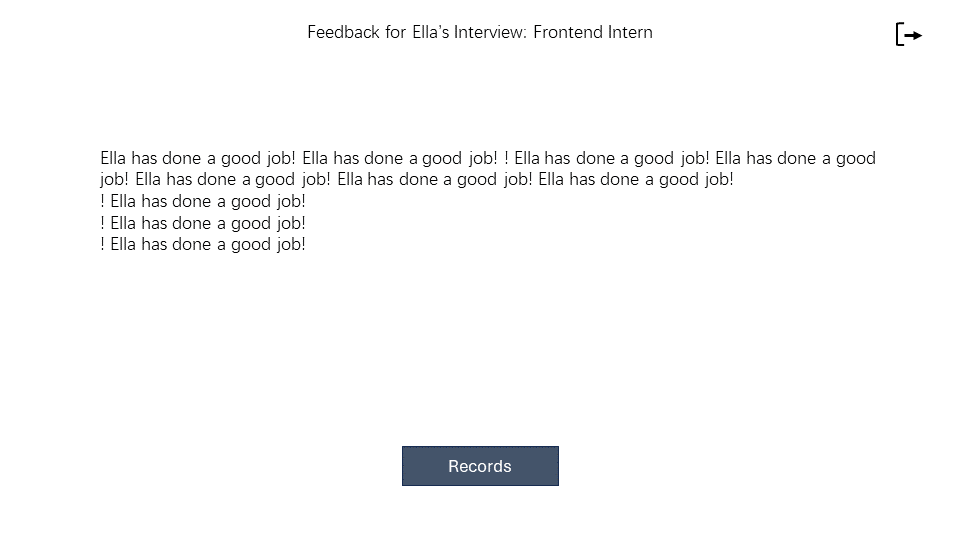 Feedback for Ella's Interview: Frontend Intern
Ella has done a good job! Ella has done a good job! ! Ella has done a good job! Ella has done a good
job! Ella has done a good job! Ella has done a good job! Ella has done a good job!
! Ella has done a good job!
! Ella has done a good job!
! Ella has done a good job!
Records